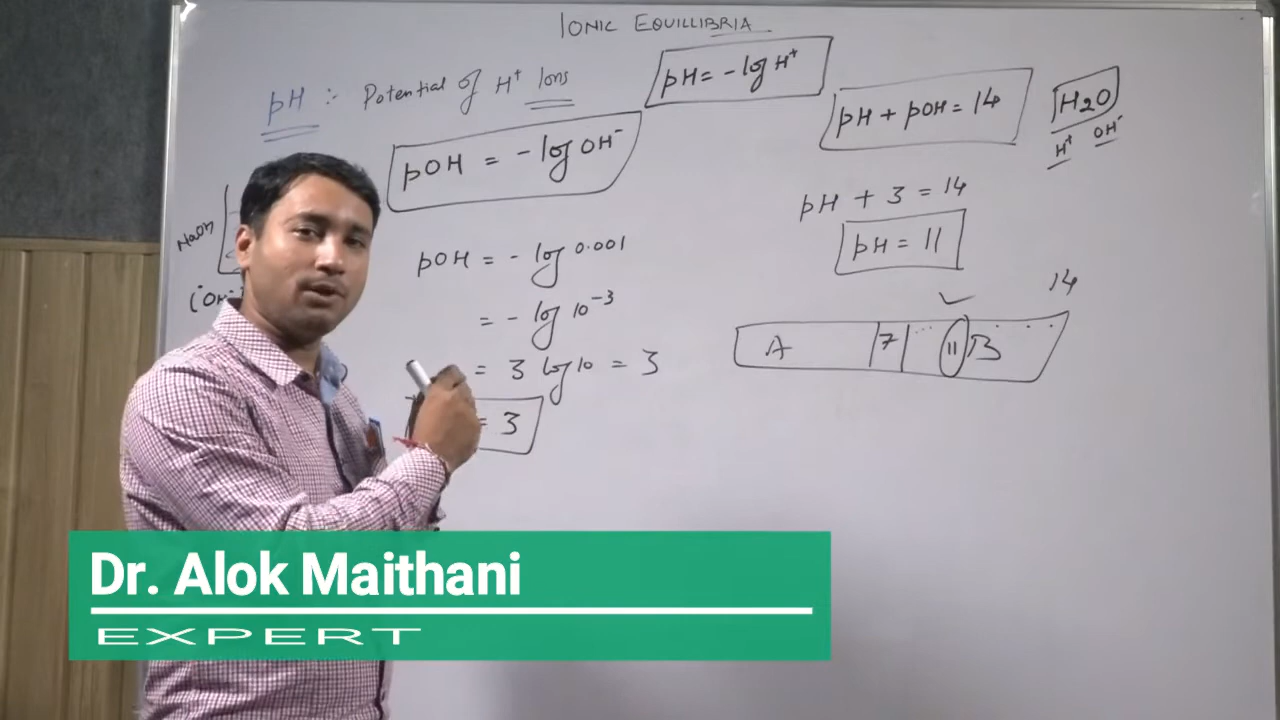 IONIC EQUILLIBRIA
pH :- Potential of H⁺ Ions
pH = - log H⁺
pOH = - log OH⁻
pH + pOH = 14
H₂O
H⁺ OH⁻
NaOH
(OH⁻
pOH = - log 0.001
= - log 10⁻³
= 3 log 10 = 3
= 3
pH + 3 = 14
pH = 11
14
A 7 ... 11 B ...
Dr. Alok Maithani
EXPERT